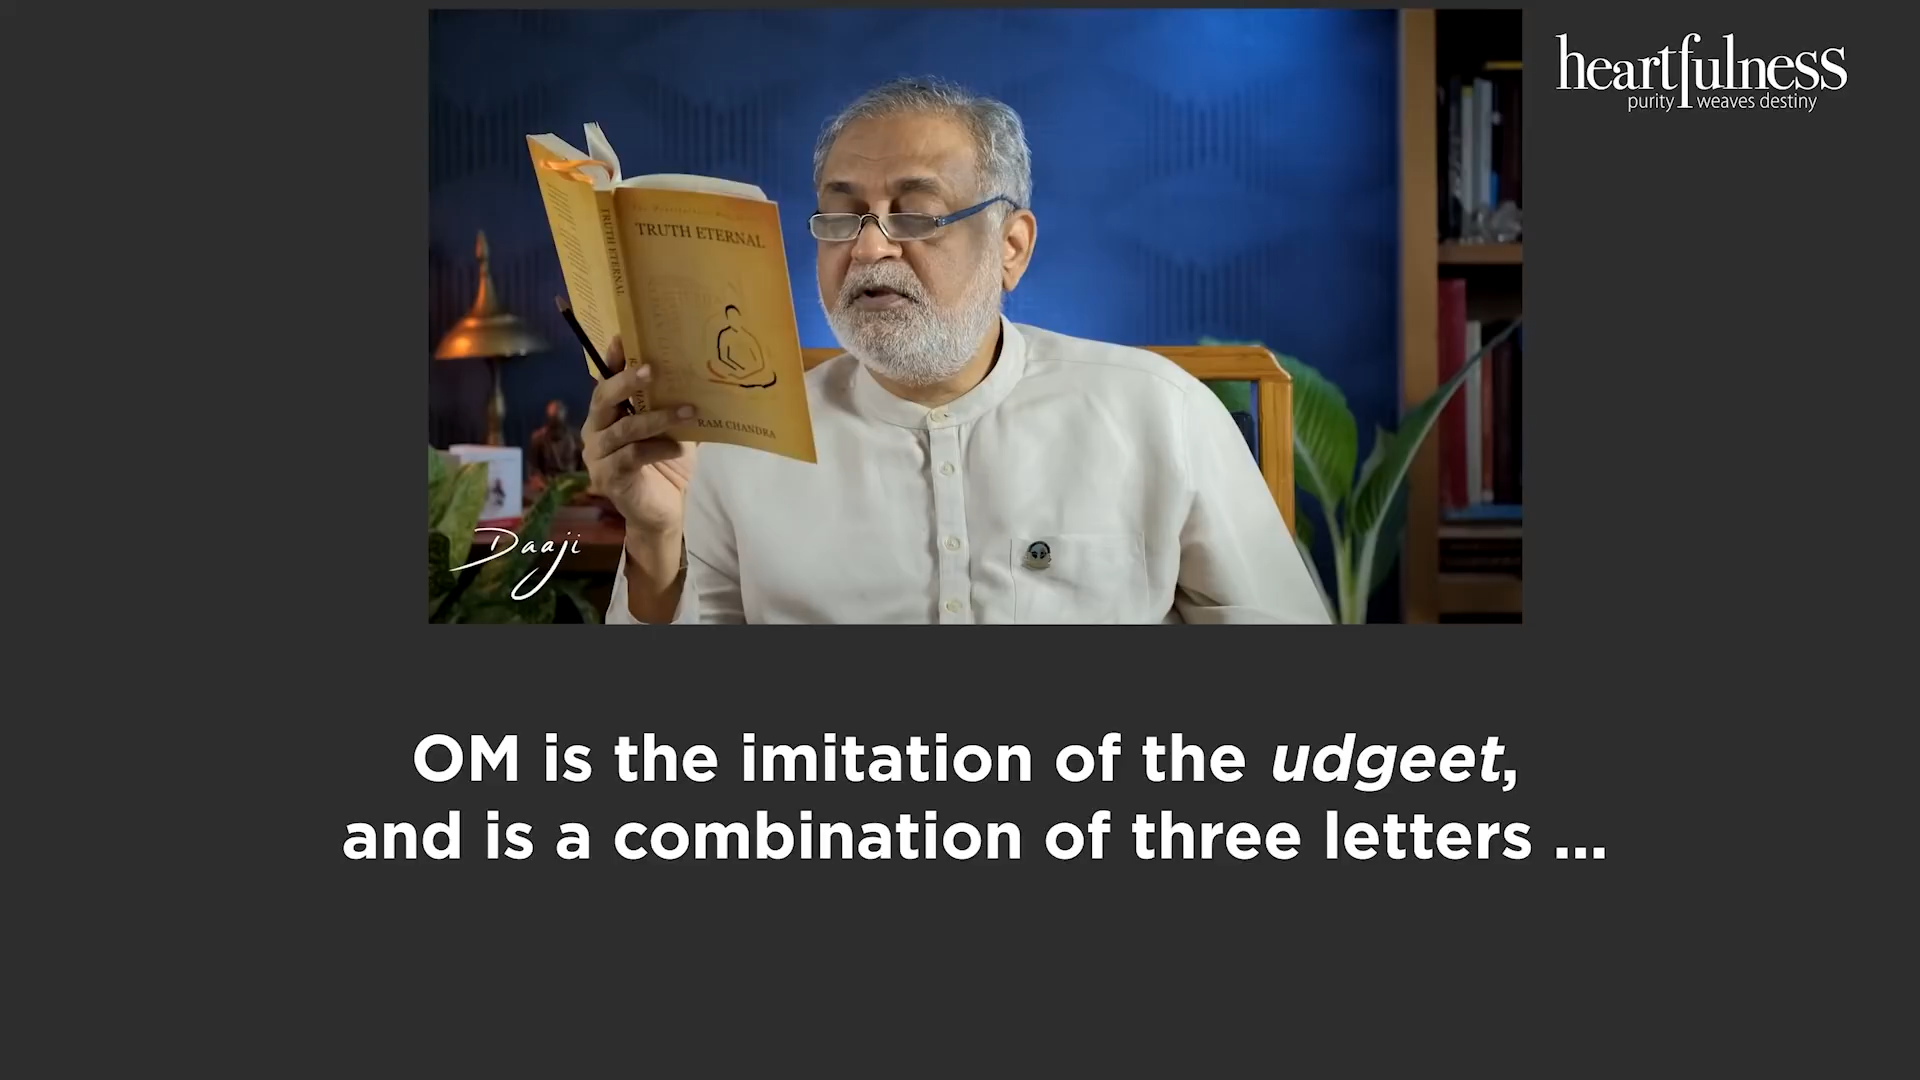 heartfulness
purity weaves destiny
TRUTH ETERNAL
TRUTH ETERNAL
RAM CHANDRA
Daaji
OM is the imitation of the udgeet,
and is a combination of three letters ...